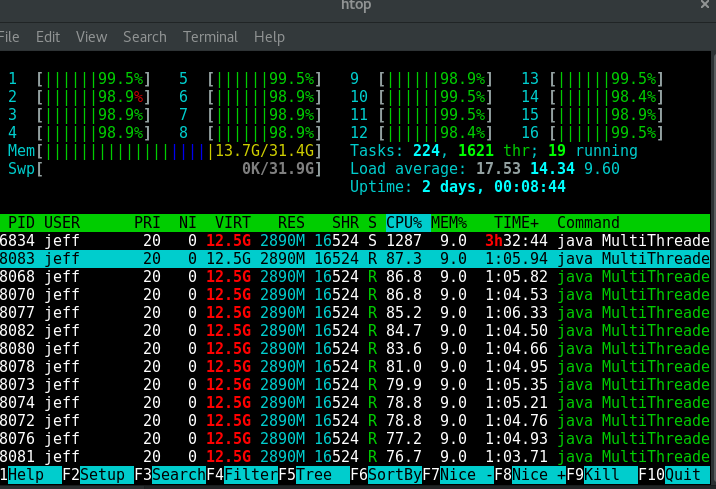 htop ×
File Edit View Search Terminal Help
1 [||||||99.5%] 5 [||||||99.5%] 9 [||||||98.9%] 13 [||||||99.5%]
2 [||||||98.9%] 6 [||||||98.9%] 10 [||||||99.5%] 14 [||||||98.4%]
3 [||||||98.9%] 7 [||||||98.9%] 11 [||||||99.5%] 15 [||||||98.9%]
4 [||||||98.9%] 8 [||||||98.9%] 12 [||||||98.4%] 16 [||||||99.5%]
Mem[|||||||||||||||||||13.7G/31.4G] Tasks: 224, 1621 thr; 19 running
Swp[ 0K/31.9G] Load average: 17.53 14.34 9.60
Uptime: 2 days, 00:08:44
PID USER PRI NI VIRT RES SHR S CPU% MEM% TIME+ Command
6834 jeff 20 0 12.5G 2890M 16524 S 1287 9.0 3h32:44 java MultiThreade
8083 jeff 20 0 12.5G 2890M 16524 R 87.3 9.0 1:05.94 java MultiThreade
8068 jeff 20 0 12.5G 2890M 16524 R 86.8 9.0 1:05.82 java MultiThreade
8070 jeff 20 0 12.5G 2890M 16524 R 86.8 9.0 1:04.53 java MultiThreade
8077 jeff 20 0 12.5G 2890M 16524 R 85.2 9.0 1:06.33 java MultiThreade
8082 jeff 20 0 12.5G 2890M 16524 R 84.7 9.0 1:04.50 java MultiThreade
8080 jeff 20 0 12.5G 2890M 16524 R 83.6 9.0 1:04.66 java MultiThreade
8078 jeff 20 0 12.5G 2890M 16524 R 81.0 9.0 1:04.95 java MultiThreade
8073 jeff 20 0 12.5G 2890M 16524 R 79.9 9.0 1:05.35 java MultiThreade
8074 jeff 20 0 12.5G 2890M 16524 R 78.8 9.0 1:05.21 java MultiThreade
8072 jeff 20 0 12.5G 2890M 16524 R 78.8 9.0 1:04.76 java MultiThreade
8076 jeff 20 0 12.5G 2890M 16524 R 77.2 9.0 1:04.93 java MultiThreade
8081 jeff 20 0 12.5G 2890M 16524 R 76.7 9.0 1:03.71 java MultiThreade
1Help F2Setup F3SearchF4FilterF5Tree F6SortByF7Nice -F8Nice +F9Kill F10Quit